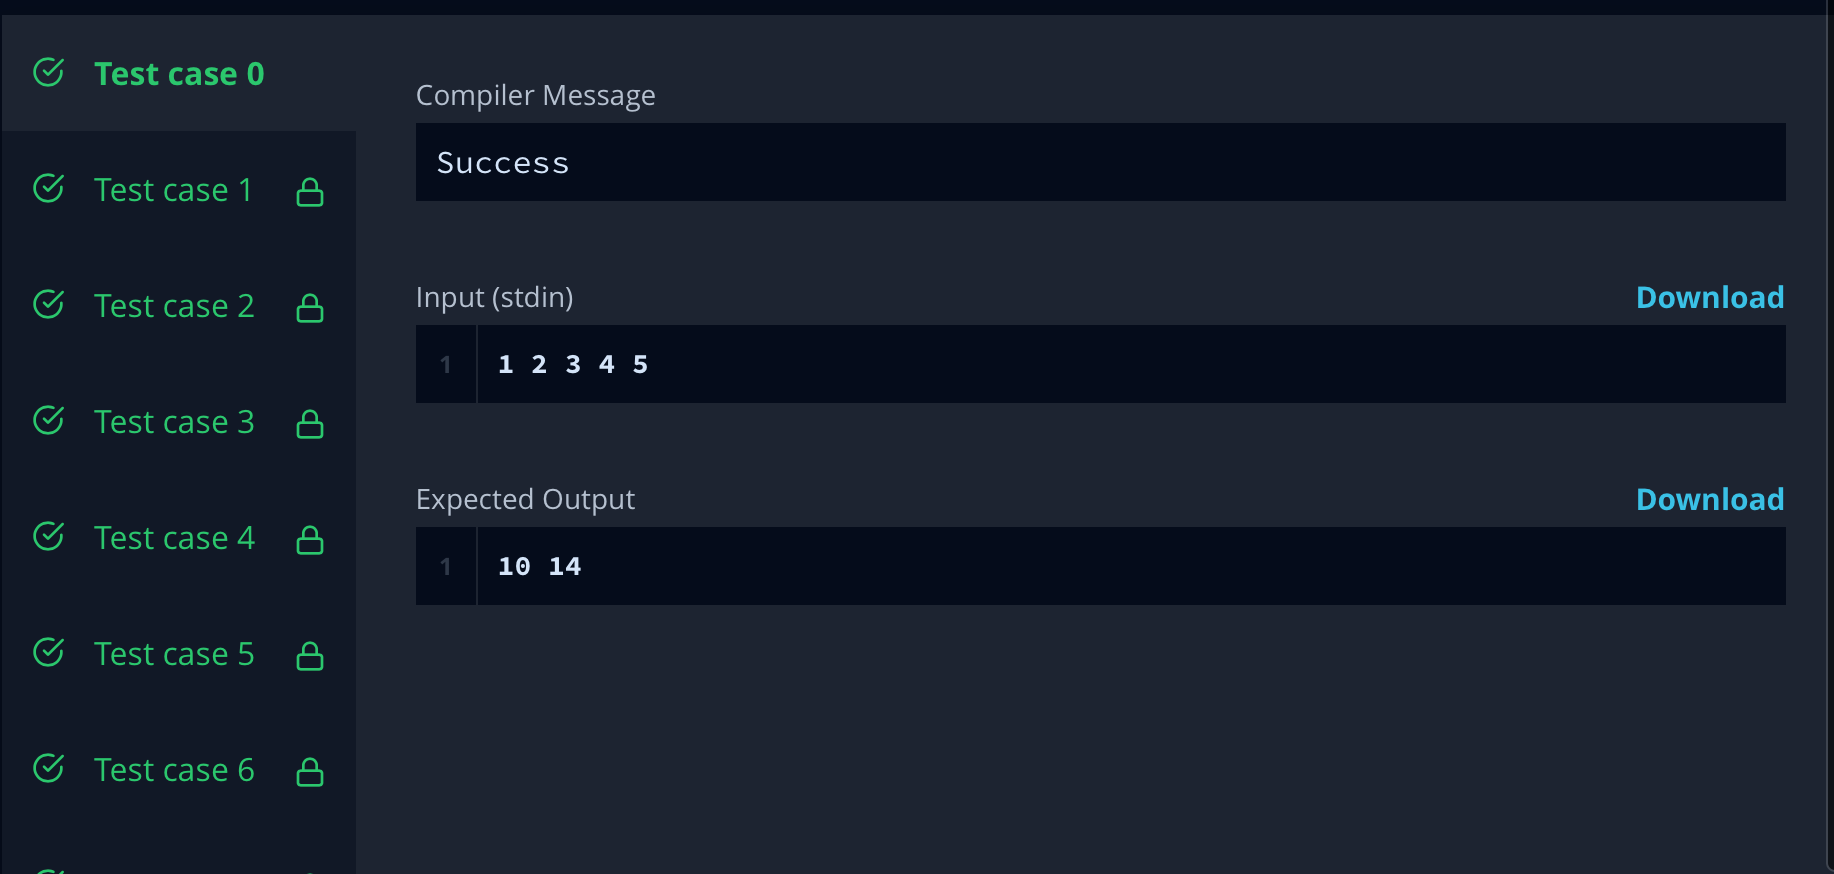 Test case 0
Test case 1
Test case 2
Test case 3
Test case 4
Test case 5
Test case 6
Compiler Message
Success
Input (stdin)
Download
1 1 2 3 4 5
Expected Output
Download
1 10 14